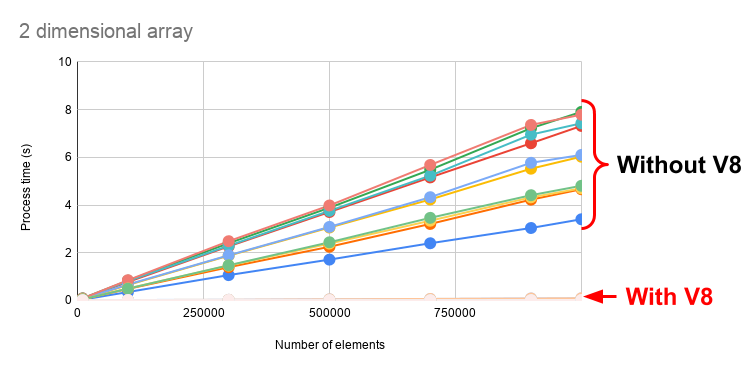 2 dimensional array
10
8
6
4
2
0
Process time (s)
0
250000
500000
750000
Number of elements
Without V8
With V8